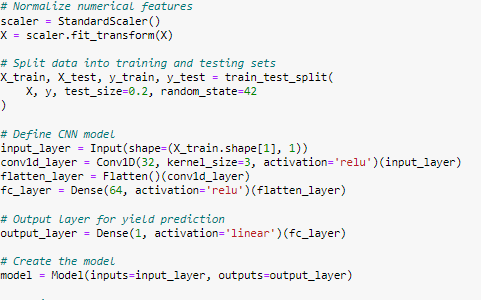 # Normalize numerical features
scaler = StandardScaler()
X = scaler.fit_transform(X)
# Split data into training and testing sets
X_train, X_test, y_train, y_test = train_test_split(
    X, y, test_size=0.2, random_state=42
)
# Define CNN model
input_layer = Input(shape=(X_train.shape[1], 1))
conv1d_layer = Conv1D(32, kernel_size=3, activation='relu')(input_layer)
flatten_layer = Flatten()(conv1d_layer)
fc_layer = Dense(64, activation='relu')(flatten_layer)
# Output layer for yield prediction
output_layer = Dense(1, activation='linear')(fc_layer)
# Create the model
model = Model(inputs=input_layer, outputs=output_layer)